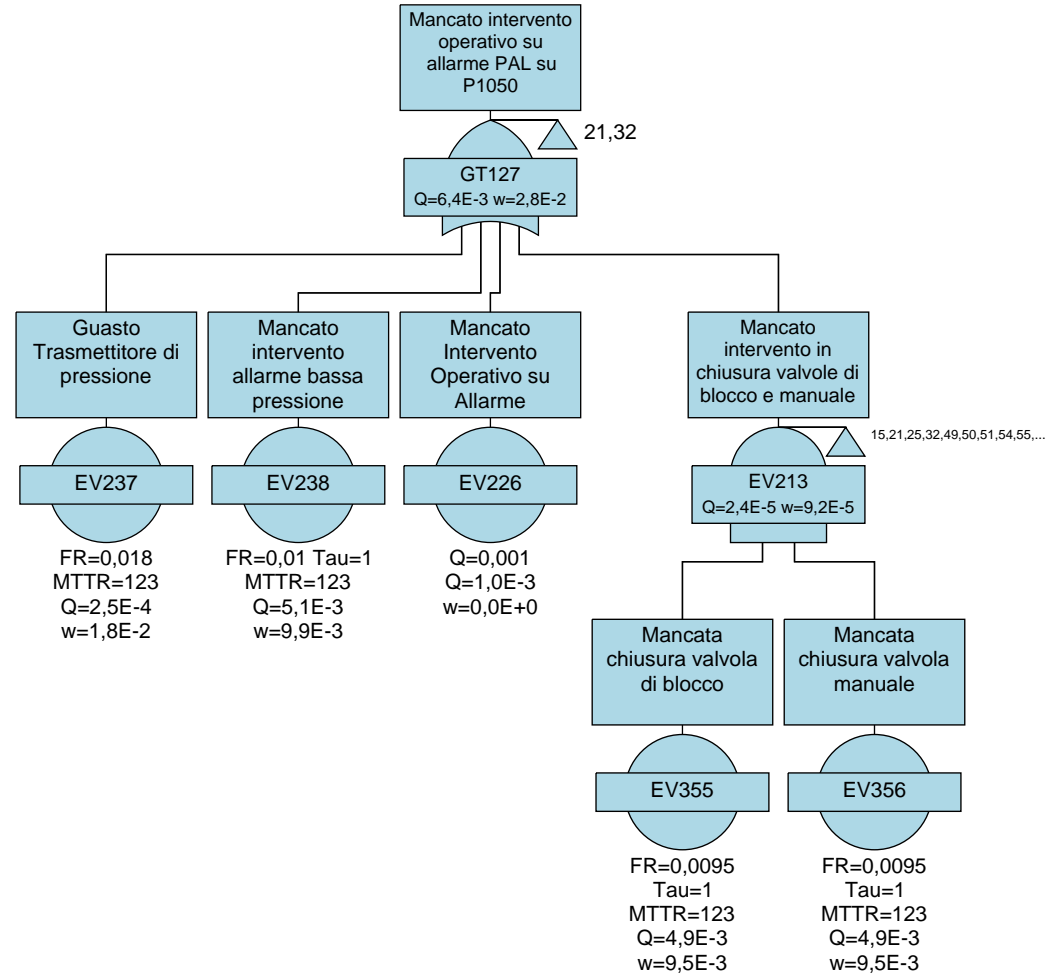 Mancato intervento
operativo su
allarme PAL su
P1050
21,32
GT127
Q=6,4E-3 w=2,8E-2
Guasto
Trasmettitore di
pressione
EV237
FR=0,018
MTTR=123
Q=2,5E-4
w=1,8E-2
Mancato
intervento
allarme bassa
pressione
EV238
FR=0,01 Tau=1
MTTR=123
Q=5,1E-3
w=9,9E-3
Mancato
Intervento
Operativo su
Allarme
EV226
Q=0,001
Q=1,0E-3
w=0,0E+0
Mancato
intervento in
chiusura valvole di
blocco e manuale
15,21,25,32,49,50,51,54,55,...
EV213
Q=2,4E-5 w=9,2E-5
Mancata
chiusura valvola
di blocco
EV355
FR=0,0095
Tau=1
MTTR=123
Q=4,9E-3
w=9,5E-3
Mancata
chiusura valvola
manuale
EV356
FR=0,0095
Tau=1
MTTR=123
Q=4,9E-3
w=9,5E-3